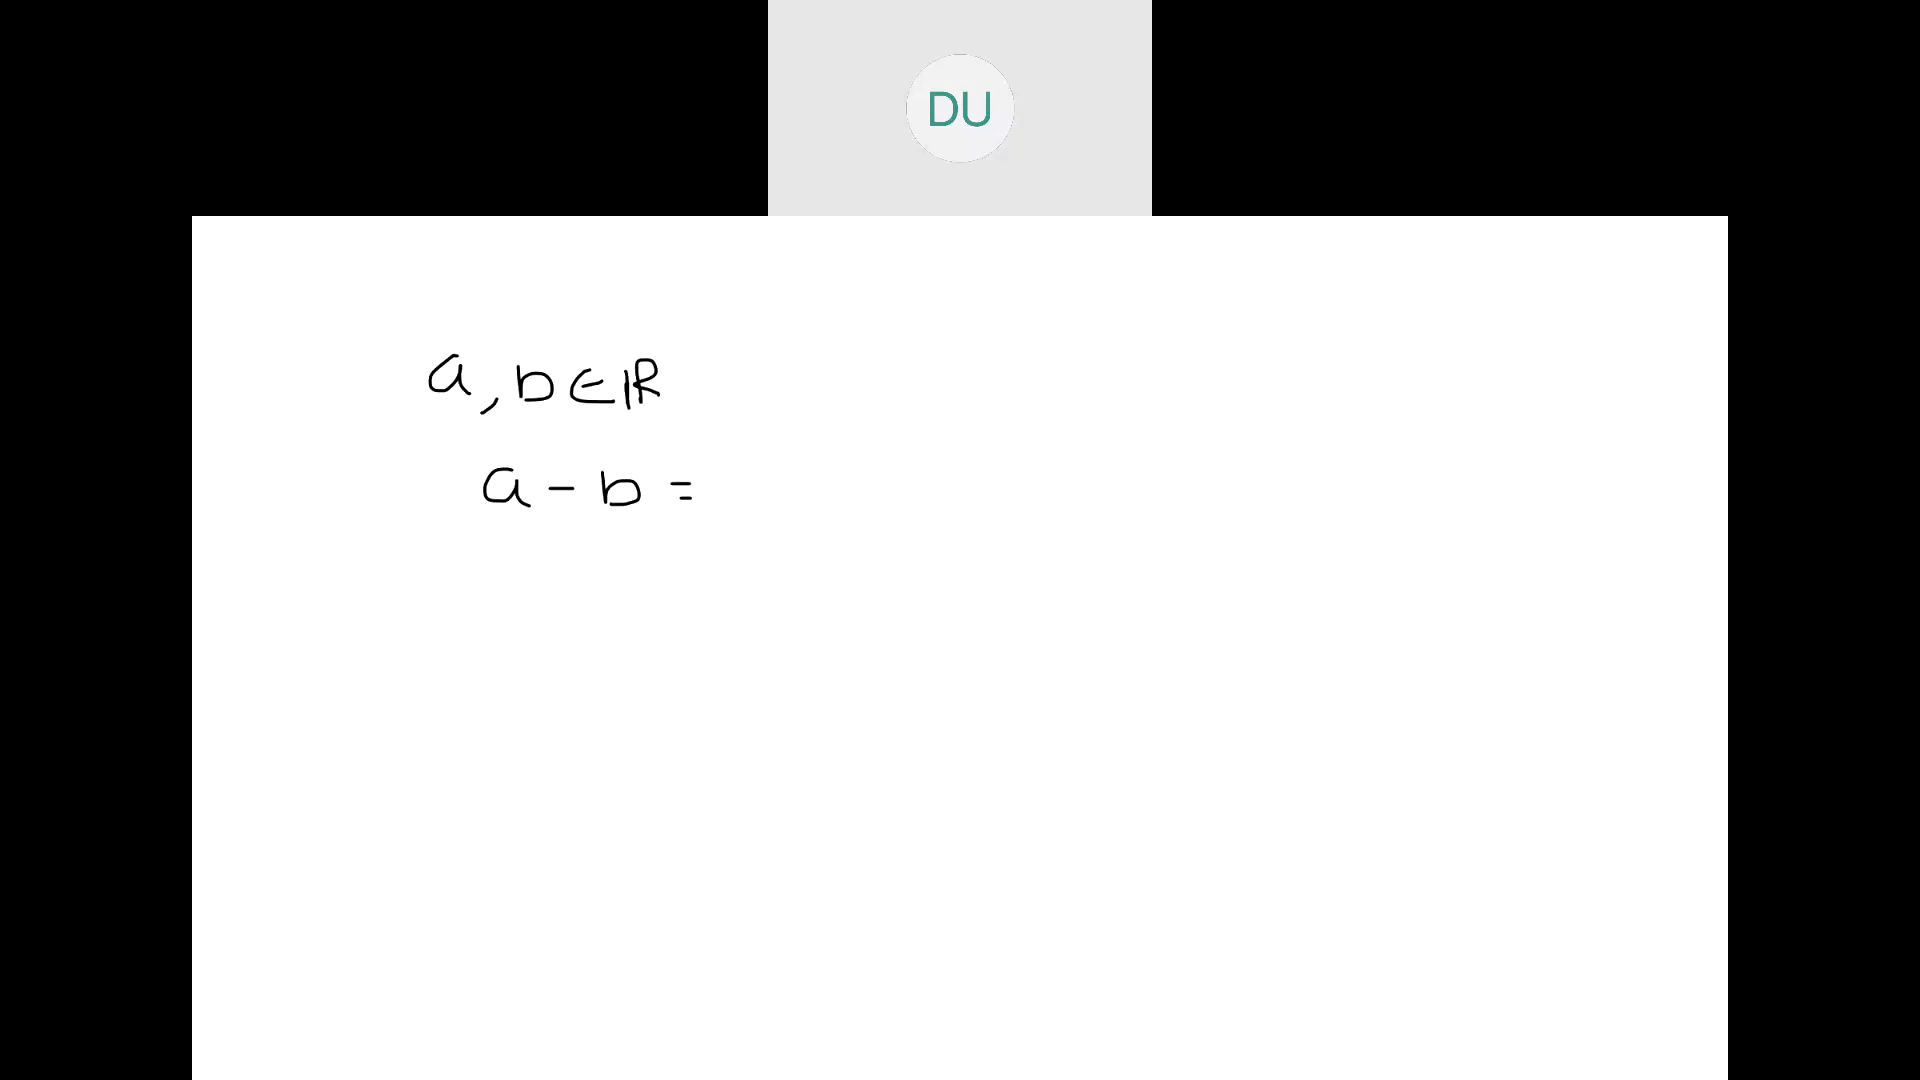 DU
a, b ∈ ℝ
a - b =